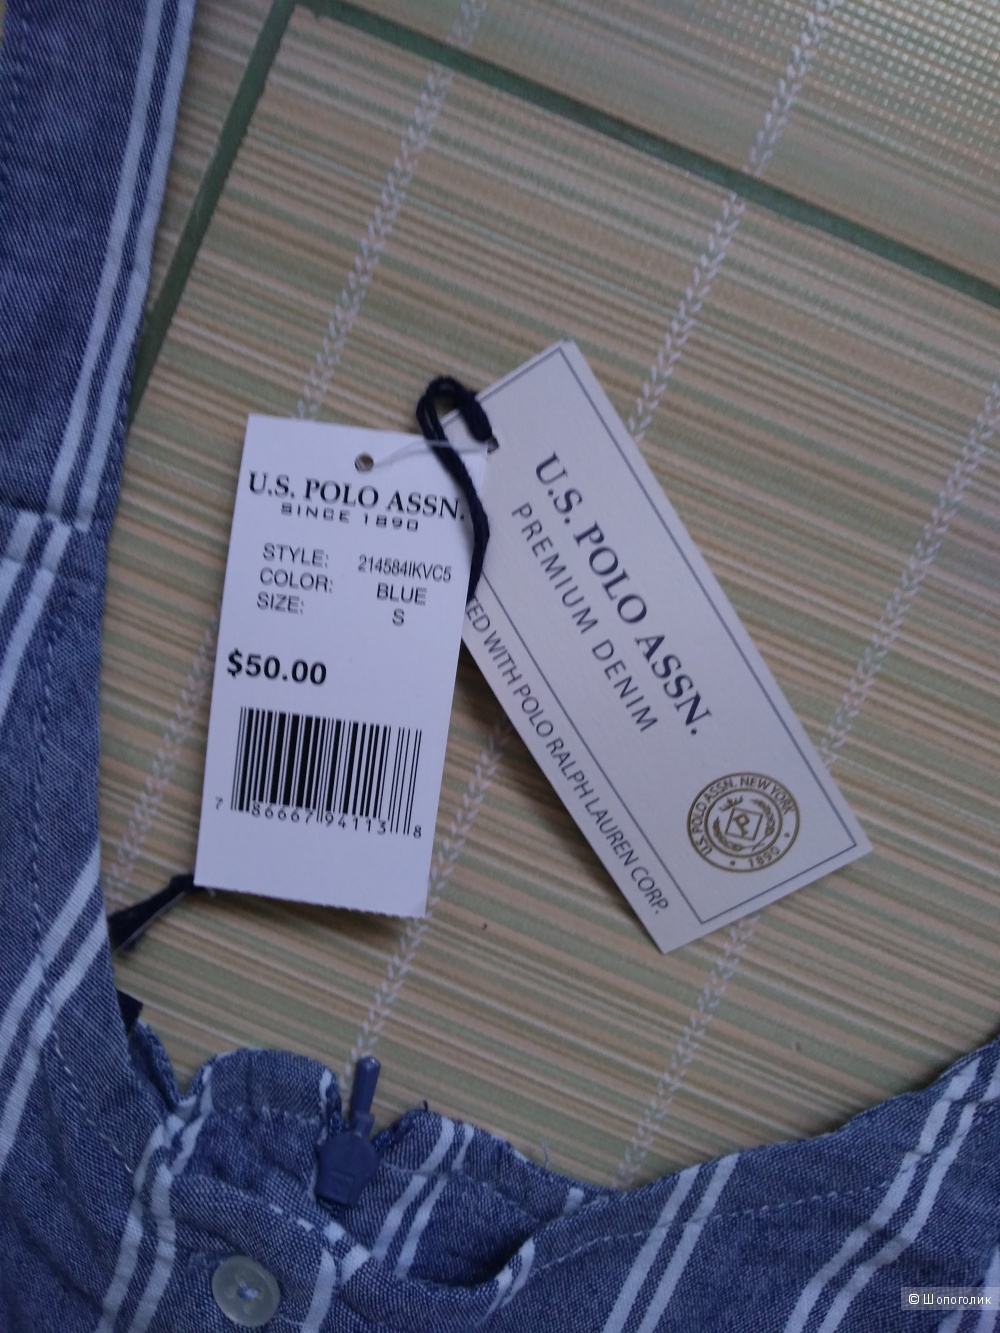 U.S. POLO ASSN.
SINCE 1890
STYLE: 214584IKVC5
COLOR: BLUE
SIZE: S
$50.00
7 86667 94113 8
U.S. POLO ASSN.
PREMIUM DENIM
WITH POLO RALPH LAUREN CORP.
U.S. POLO ASSN. NEW YORK
• 1890 •
© Шопоголик